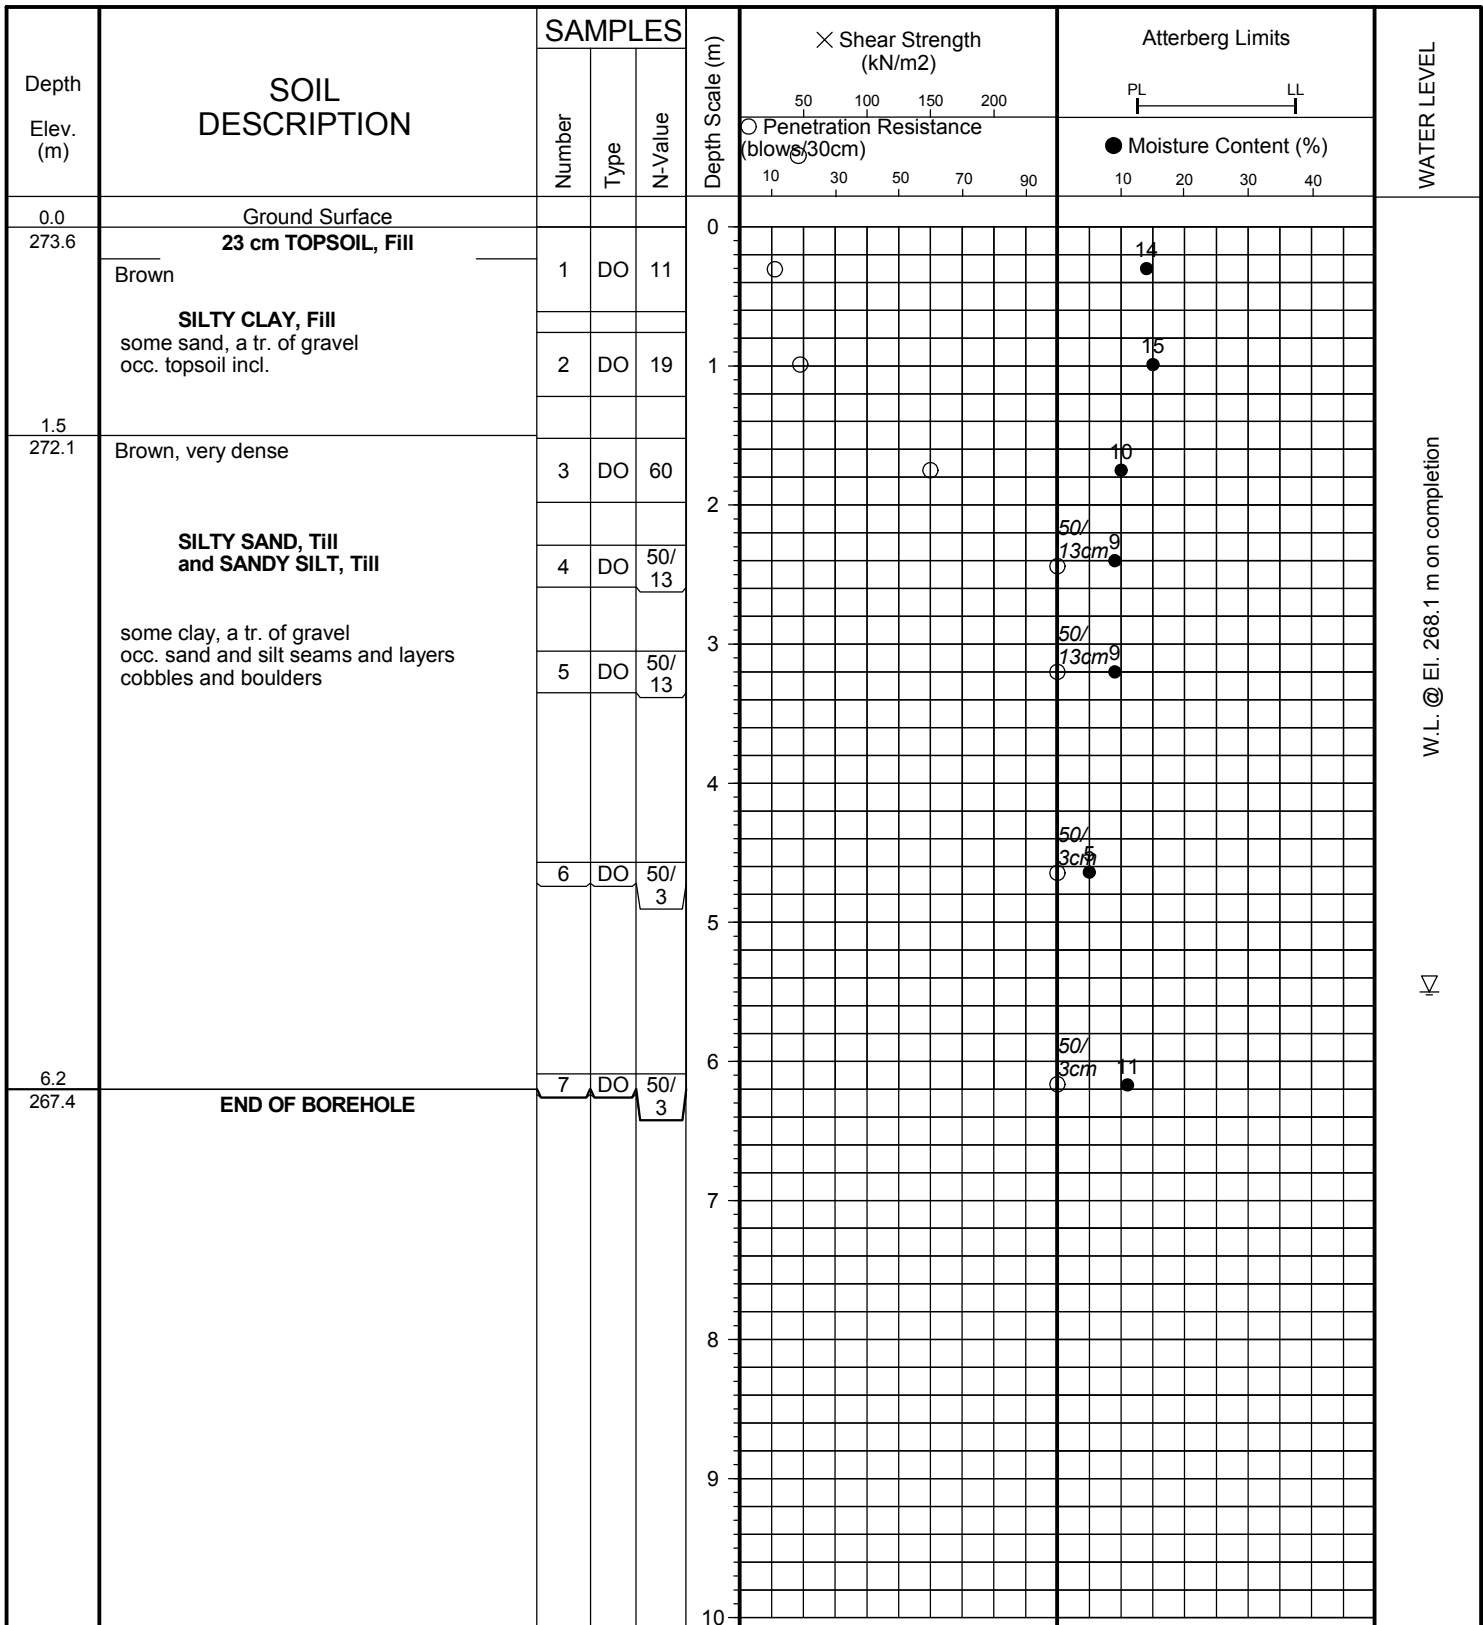 Depth
Elev.
(m)
SOIL
DESCRIPTION
SAMPLES
Number
Type
N-Value
Depth Scale (m)
× Shear Strength
(kN/m2)
50 100 150 200
Penetration Resistance
(blows/30cm)
10 30 50 70 90
Atterberg Limits
PL LL
Moisture Content (%)
10 20 30 40
WATER LEVEL
0.0 Ground Surface
0
273.6 23 cm TOPSOIL, Fill
Brown
1 DO 11
14
SILTY CLAY, Fill
some sand, a tr. of gravel
occ. topsoil incl.
2 DO 19
1
15
1.5
272.1 Brown, very dense
3 DO 60
10
2
SILTY SAND, Till
and SANDY SILT, Till
4 DO 50/
13
50/
13cm 9
some clay, a tr. of gravel
occ. sand and silt seams and layers
cobbles and boulders
3
5 DO 50/
13
50/
13cm 9
4
6 DO 50/
3
50/
3cm 5
5
W.L. @ El. 268.1 m on completion
6
6.2
7 DO 50/
3
50/
3cm 11
267.4 END OF BOREHOLE
7
8
9
10